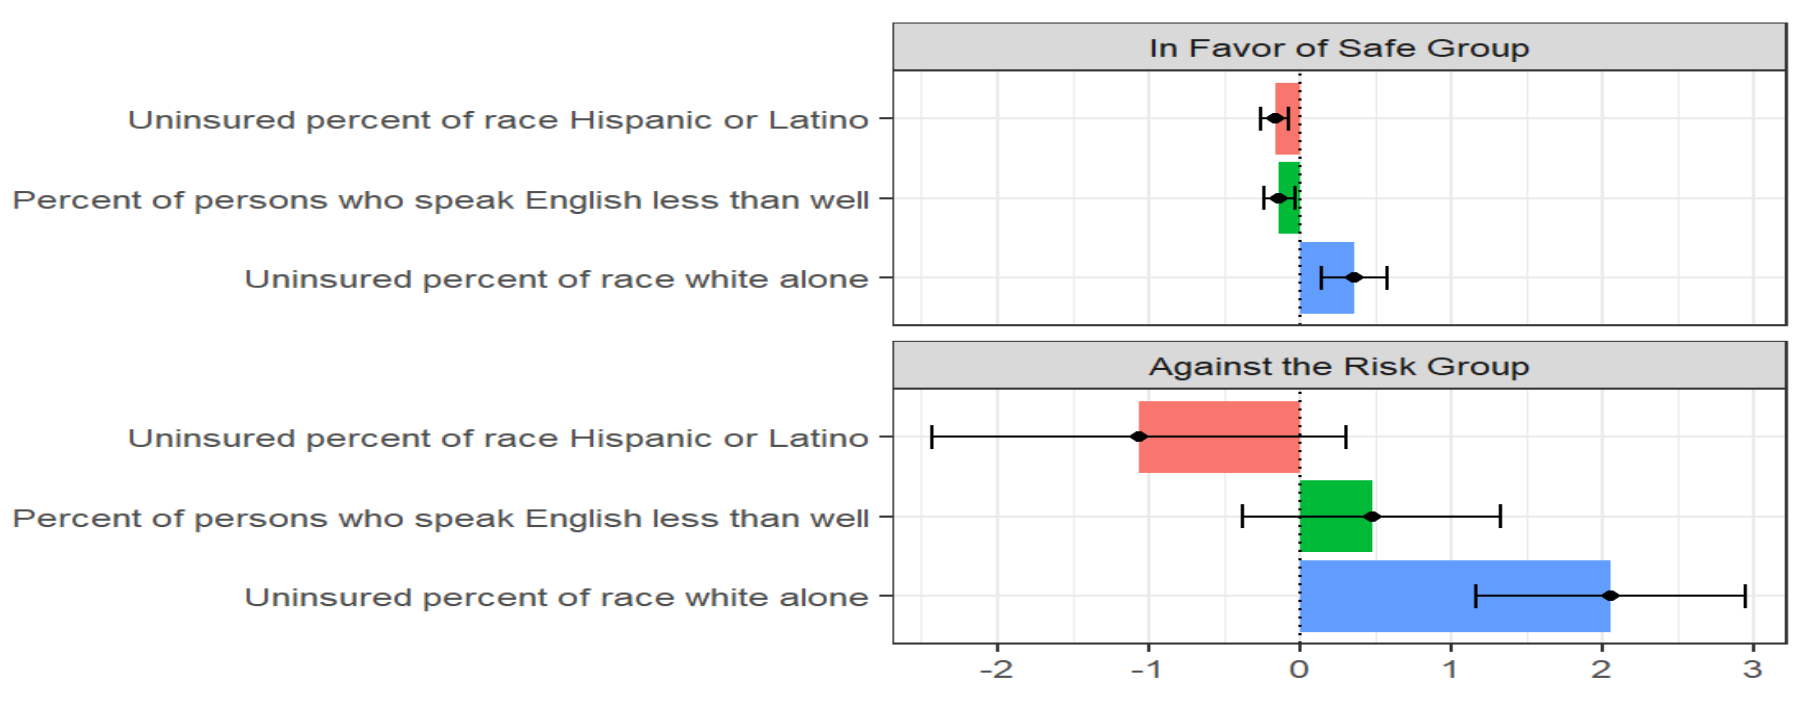 In Favor of Safe Group
Uninsured percent of race Hispanic or Latino
Percent of persons who speak English less than well
Uninsured percent of race white alone
Against the Risk Group
Uninsured percent of race Hispanic or Latino
Percent of persons who speak English less than well
Uninsured percent of race white alone
-2 -1 0 1 2 3